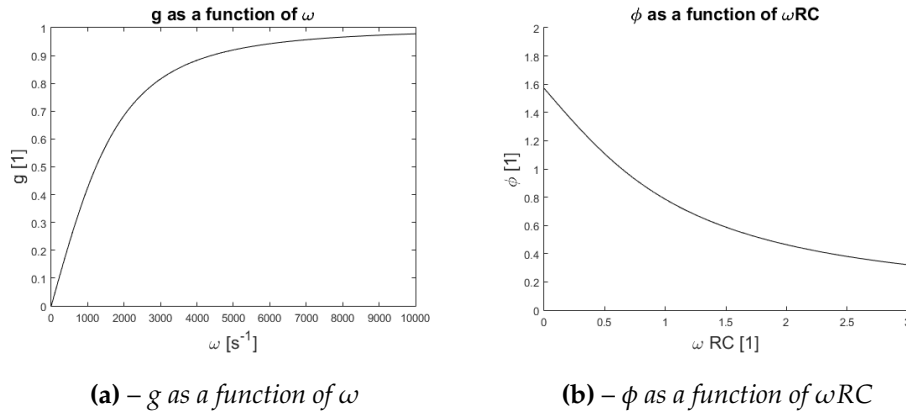 g as a function of ω
1
0.9
0.8
0.7
0.6
0.5
0.4
0.3
0.2
0.1
0
g [1]
0 1000 2000 3000 4000 5000 6000 7000 8000 9000 10000
ω [s⁻¹]
(a) – g as a function of ω
ϕ as a function of ωRC
2
1.8
1.6
1.4
1.2
1
0.8
0.6
0.4
0.2
0
ϕ [1]
0 0.5 1 1.5 2 2.5 3
ω RC [1]
(b) – ϕ as a function of ωRC